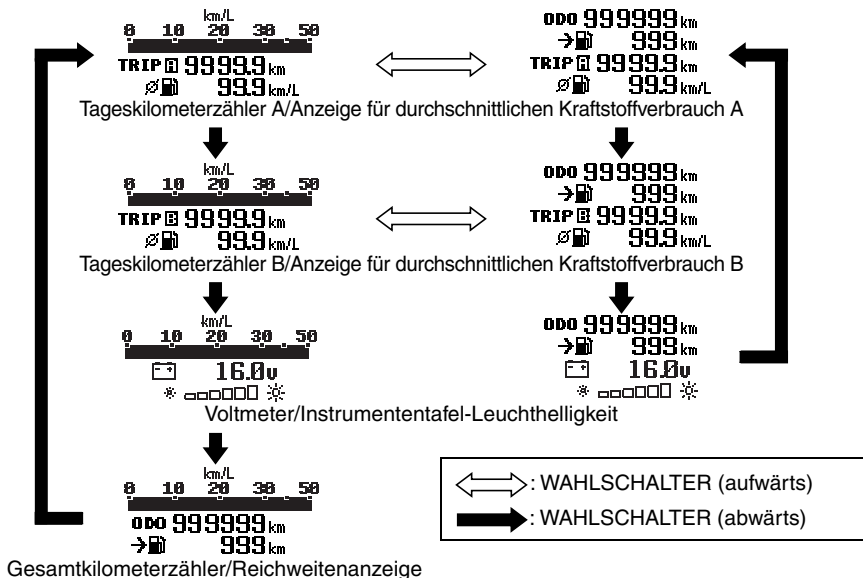 km/L
0 10 20 30 50
TRIP A 9999.9 km
99.9 km/L
ODO 999999 km
999 km
TRIP A 9999.9 km
99.9 km/L
Tageskilometerzähler A/Anzeige für durchschnittlichen Kraftstoffverbrauch A
km/L
0 10 20 30 50
TRIP B 9999.9 km
99.9 km/L
ODO 999999 km
999 km
TRIP B 9999.9 km
99.9 km/L
Tageskilometerzähler B/Anzeige für durchschnittlichen Kraftstoffverbrauch B
km/L
0 10 20 30 50
16.0v
ODO 999999 km
999 km
16.0v
Voltmeter/Instrumententafel-Leuchthelligkeit
km/L
0 10 20 30 50
ODO 999999 km
999 km
Gesamtkilometerzähler/Reichweitenanzeige
: WAHLSCHALTER (aufwärts)
: WAHLSCHALTER (abwärts)